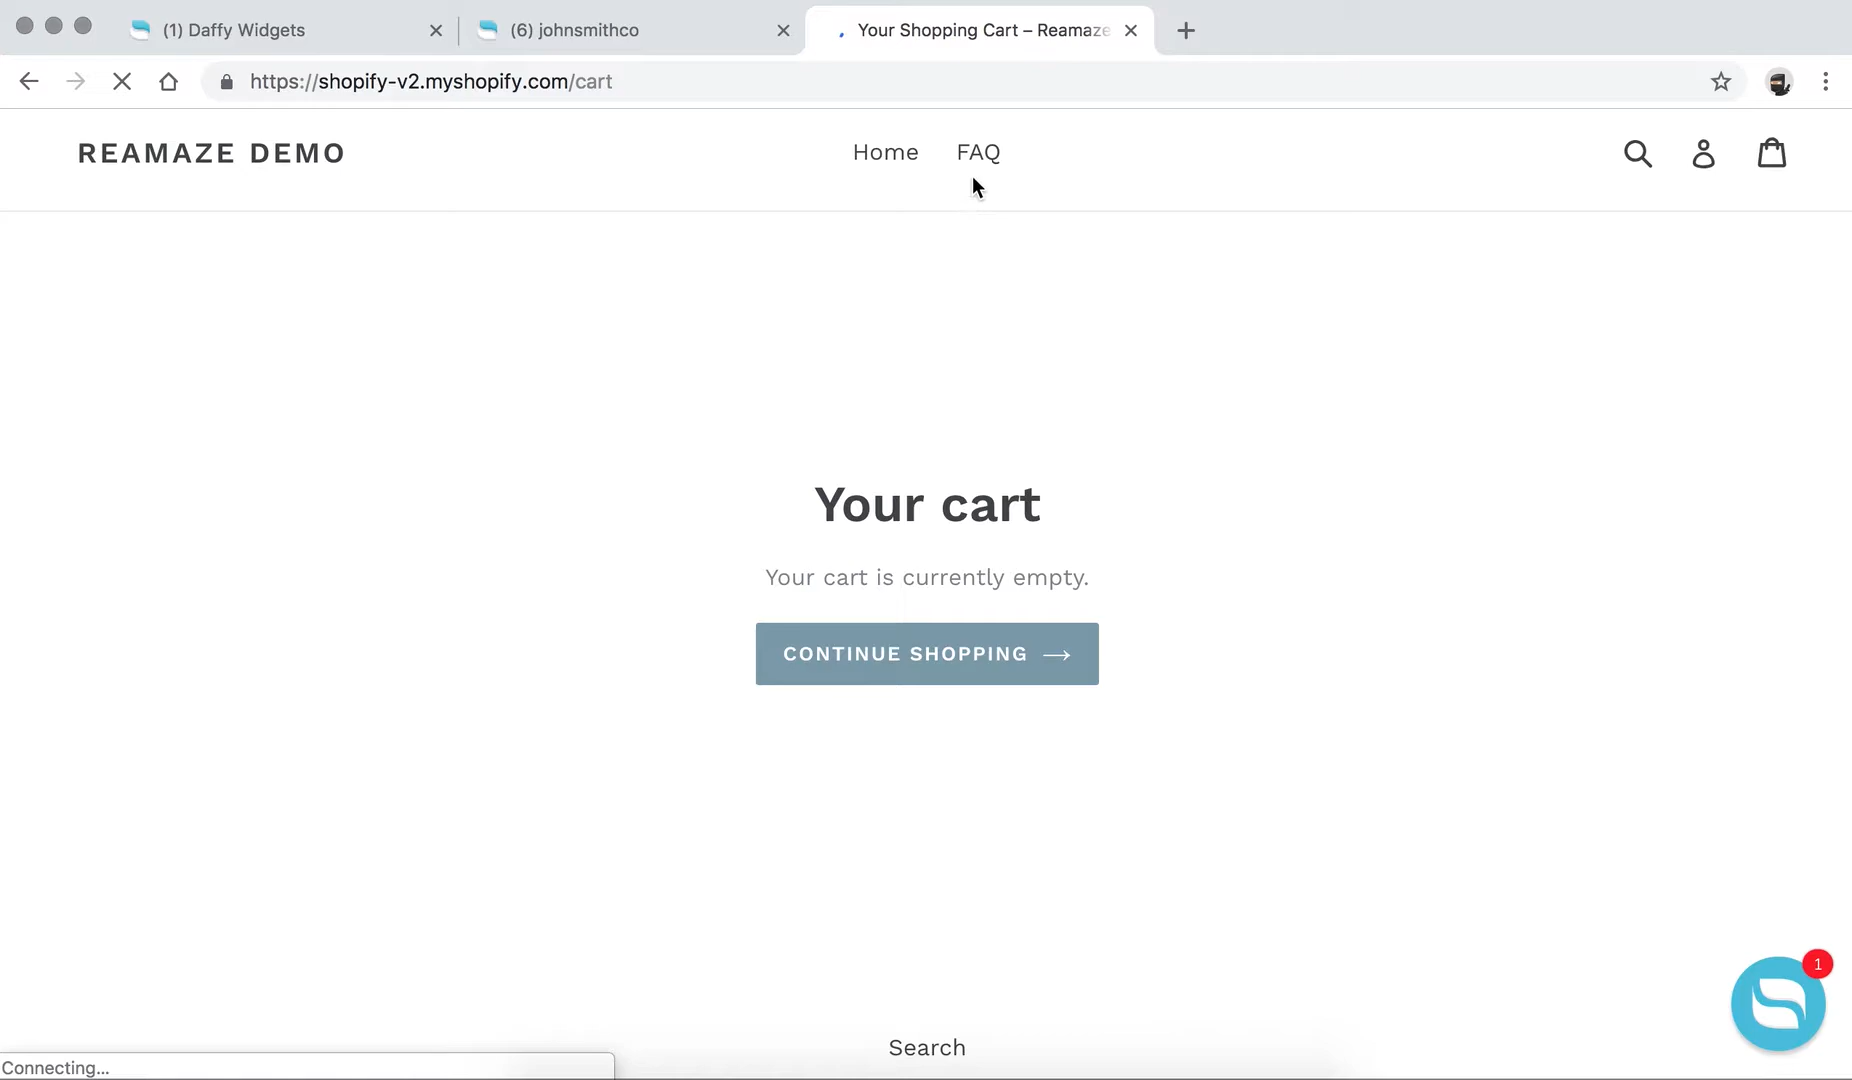 (1) Daffy Widgets
(6) johnsmithco
Your Shopping Cart – Reamaze
https://shopify-v2.myshopify.com/cart
REAMAZE DEMO
Home
FAQ
Your cart
Your cart is currently empty.
CONTINUE SHOPPING →
1
Search
Connecting...